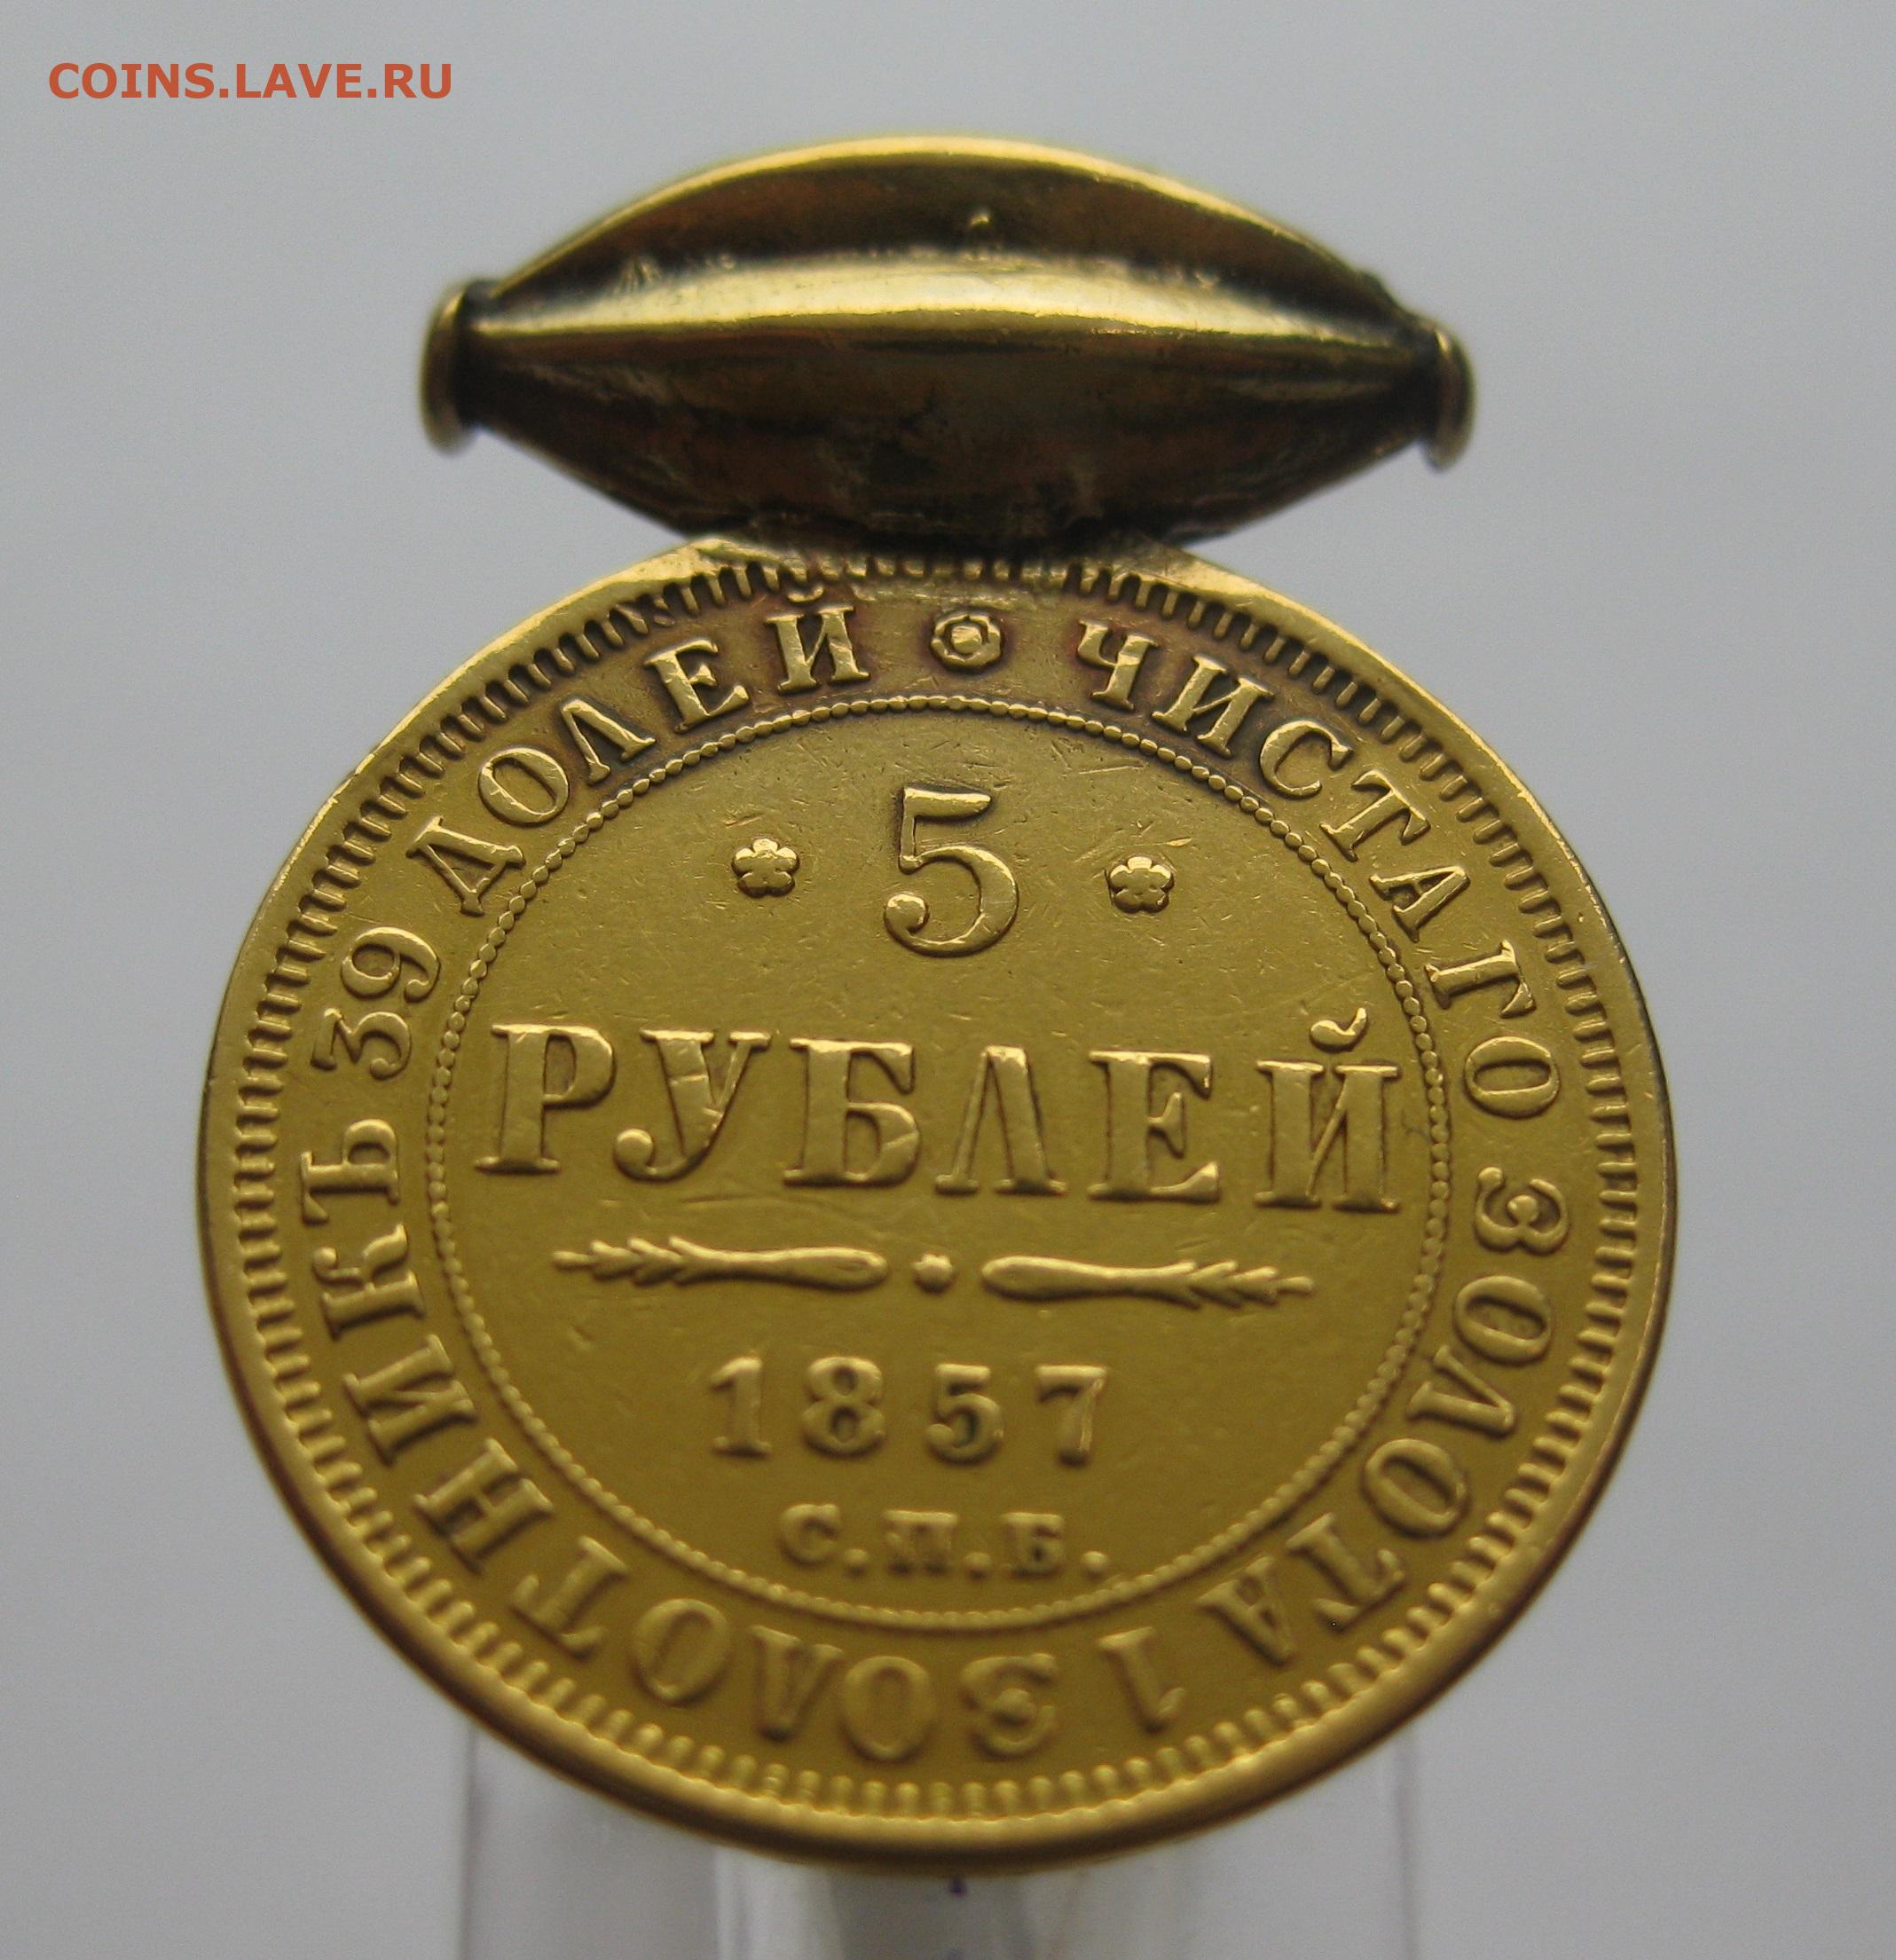 COINS.LAVE.RU
ЧИСТАГО ЗОЛОТА 1 ЗОЛОТНИКЪ 39 ДОЛЕЙ
5
РУБЛЕЙ
1857
С.П.Б.